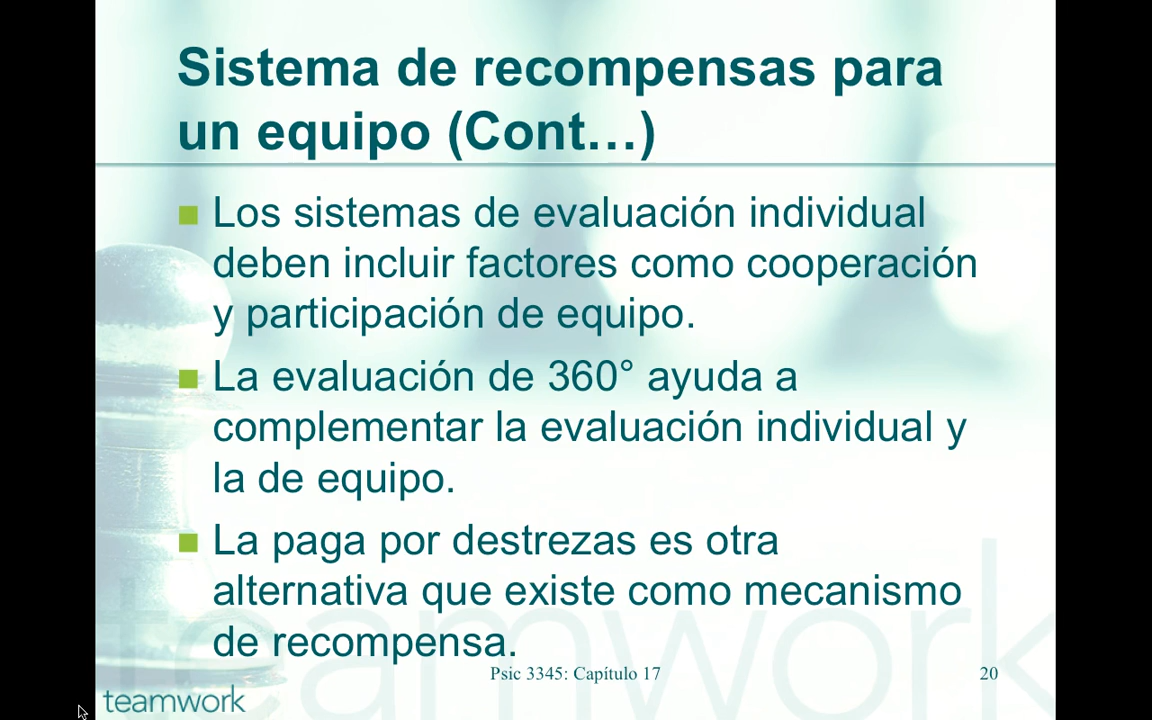 Sistema de recompensas para
un equipo (Cont…)
Los sistemas de evaluación individual
deben incluir factores como cooperación
y participación de equipo.
La evaluación de 360° ayuda a
complementar la evaluación individual y
la de equipo.
La paga por destrezas es otra
alternativa que existe como mecanismo
de recompensa.
teamwork
Psic 3345: Capítulo 17
20
teamwork